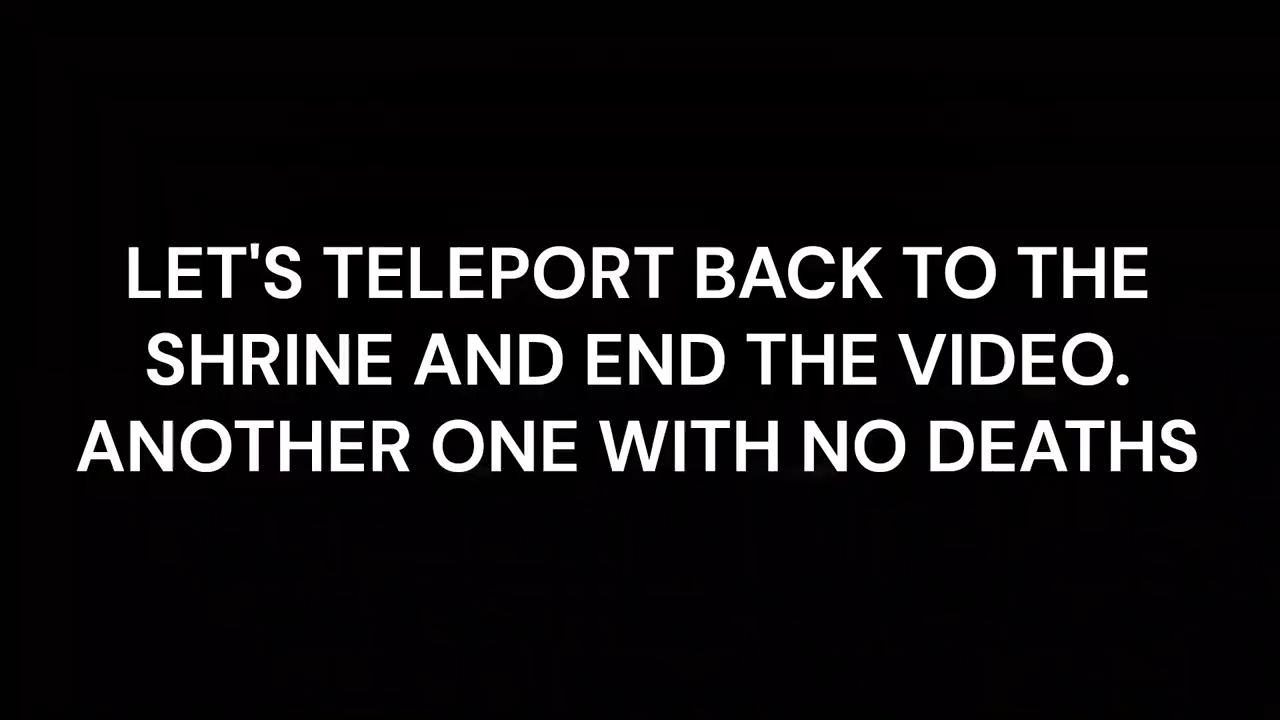 LET'S TELEPORT BACK TO THE
SHRINE AND END THE VIDEO.
ANOTHER ONE WITH NO DEATHS